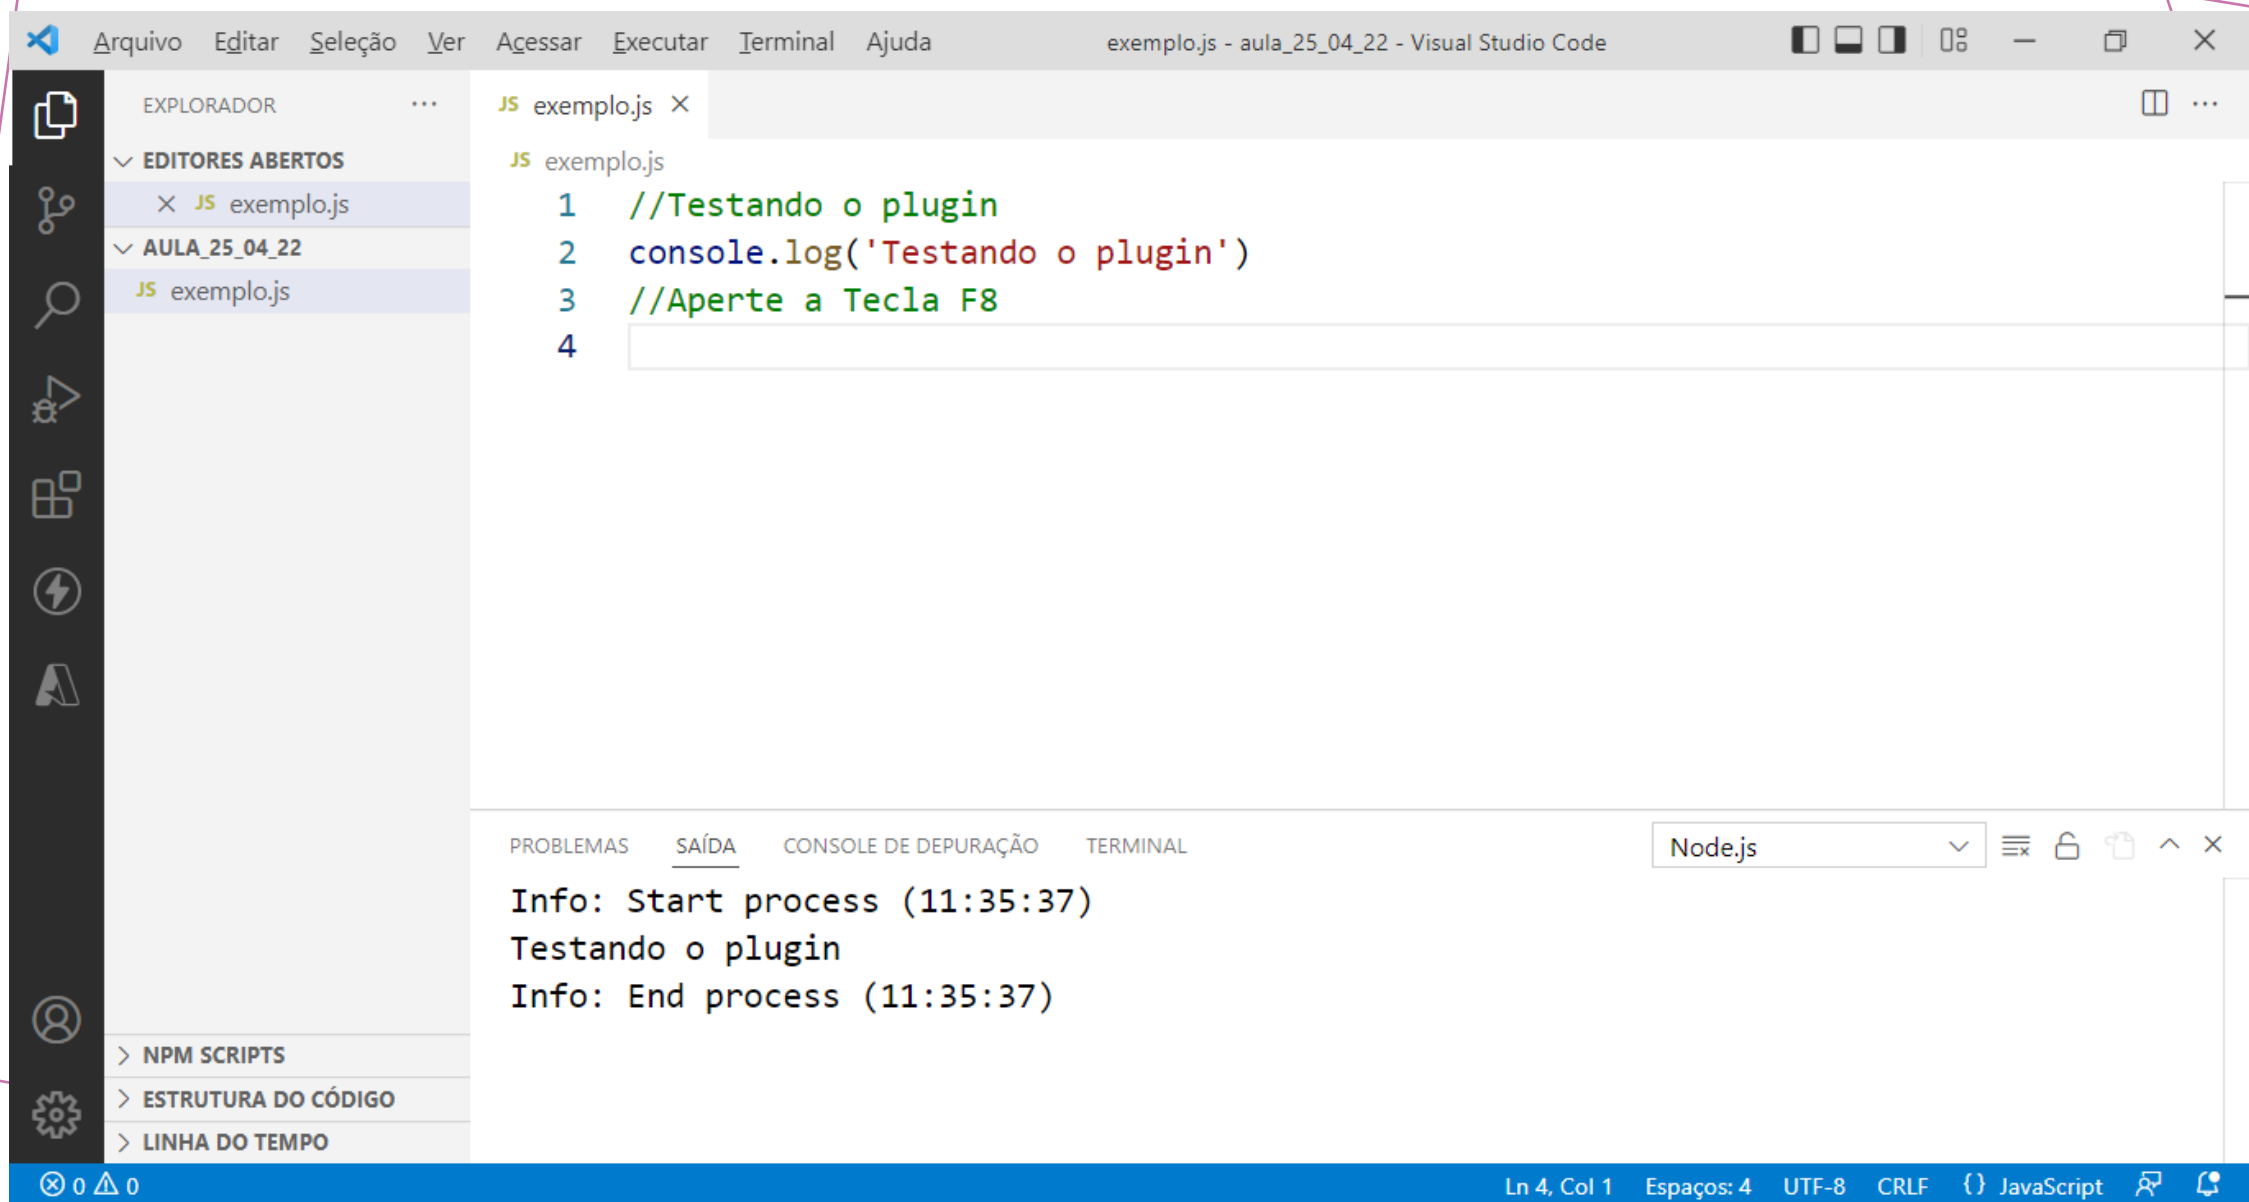 Arquivo Editar Seleção Ver Acessar Executar Terminal Ajuda exemplo.js - aula_25_04_22 - Visual Studio Code
EXPLORADOR
EDITORES ABERTOS
JS exemplo.js
AULA_25_04_22
JS exemplo.js
NPM SCRIPTS
ESTRUTURA DO CÓDIGO
LINHA DO TEMPO
JS exemplo.js
JS exemplo.js
1 //Testando o plugin
2 console.log('Testando o plugin')
3 //Aperte a Tecla F8
4
PROBLEMAS SAÍDA CONSOLE DE DEPURAÇÃO TERMINAL Node.js
Info: Start process (11:35:37)
Testando o plugin
Info: End process (11:35:37)
0 0 Ln 4, Col 1 Espaços: 4 UTF-8 CRLF {} JavaScript